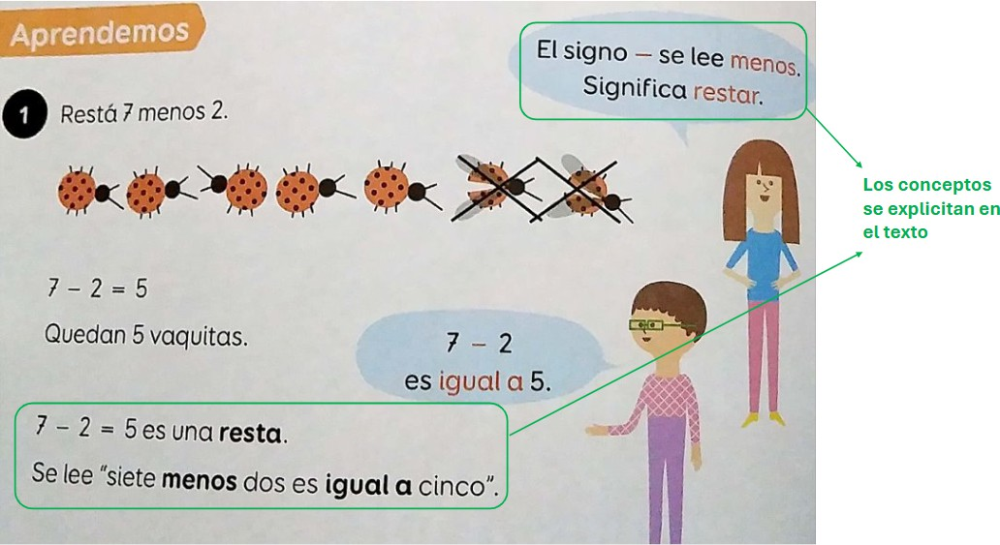 Aprendemos
El signo – se lee menos.
Significa restar.
1 Restá 7 menos 2.
Los conceptos
se explicitan en
el texto
7 – 2 = 5
Quedan 5 vaquitas.
7 – 2
es igual a 5.
7 – 2 = 5 es una resta.
Se lee "siete menos dos es igual a cinco".